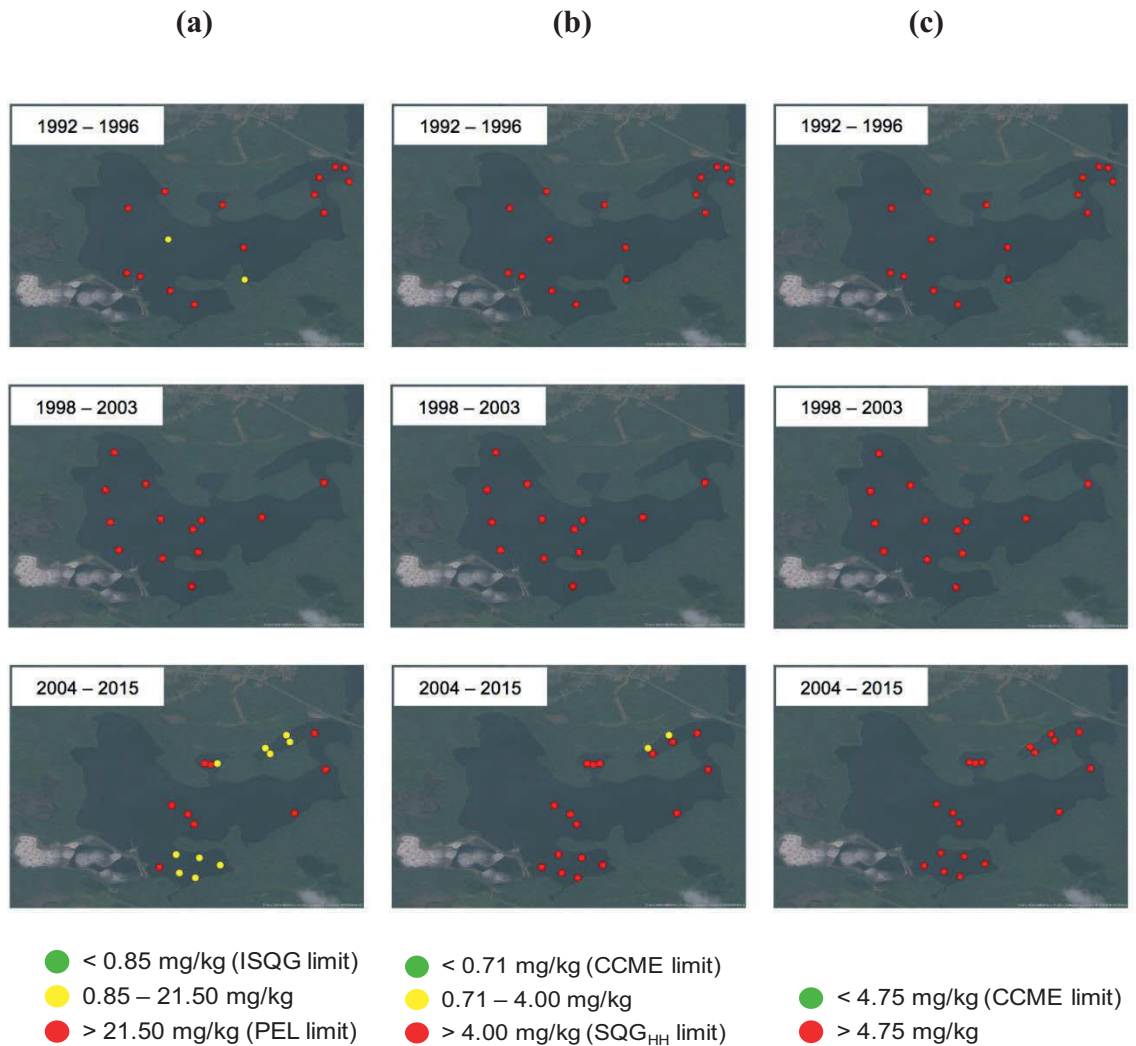 (a)
(b)
(c)
1992 – 1996
1992 – 1996
1992 – 1996
1998 – 2003
1998 – 2003
1998 – 2003
2004 – 2015
2004 – 2015
2004 – 2015
< 0.85 mg/kg (ISQG limit)
0.85 – 21.50 mg/kg
> 21.50 mg/kg (PEL limit)
< 0.71 mg/kg (CCME limit)
0.71 – 4.00 mg/kg
> 4.00 mg/kg (SQGHH limit)
< 4.75 mg/kg (CCME limit)
> 4.75 mg/kg